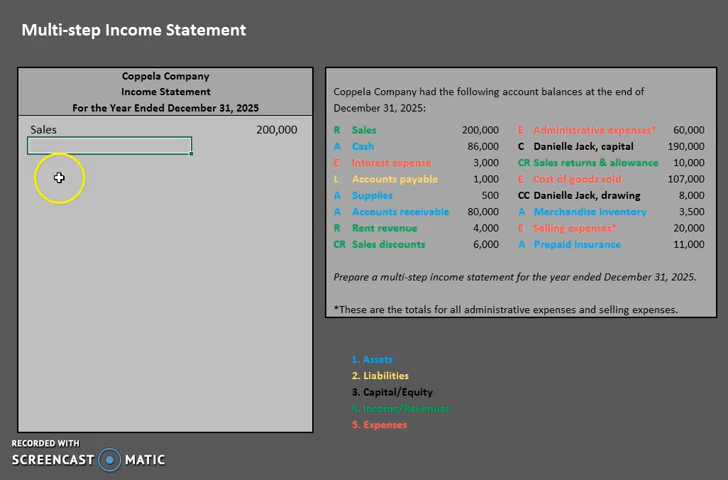 Multi-step Income Statement
Coppela Company
Income Statement
For the Year Ended December 31, 2025
Sales 200,000
Coppela Company had the following account balances at the end of
December 31, 2025:
R Sales 200,000 E Administrative expenses* 60,000
A Cash 86,000 C Danielle Jack, capital 190,000
E Interest expense 3,000 CR Sales returns & allowance 10,000
L Accounts payable 1,000 E Cost of goods sold 107,000
A Supplies 500 CC Danielle Jack, drawing 8,000
A Accounts receivable 80,000 A Merchandise Inventory 3,500
R Rent revenue 4,000 E Selling expenses* 20,000
CR Sales discounts 6,000 A Prepaid Insurance 11,000
Prepare a multi-step income statement for the year ended December 31, 2025.
*These are the totals for all administrative expenses and selling expenses.
1. Assets
2. Liabilities
3. Capital/Equity
4. Income/Revenues
5. Expenses
RECORDED WITH
SCREENCAST MATIC